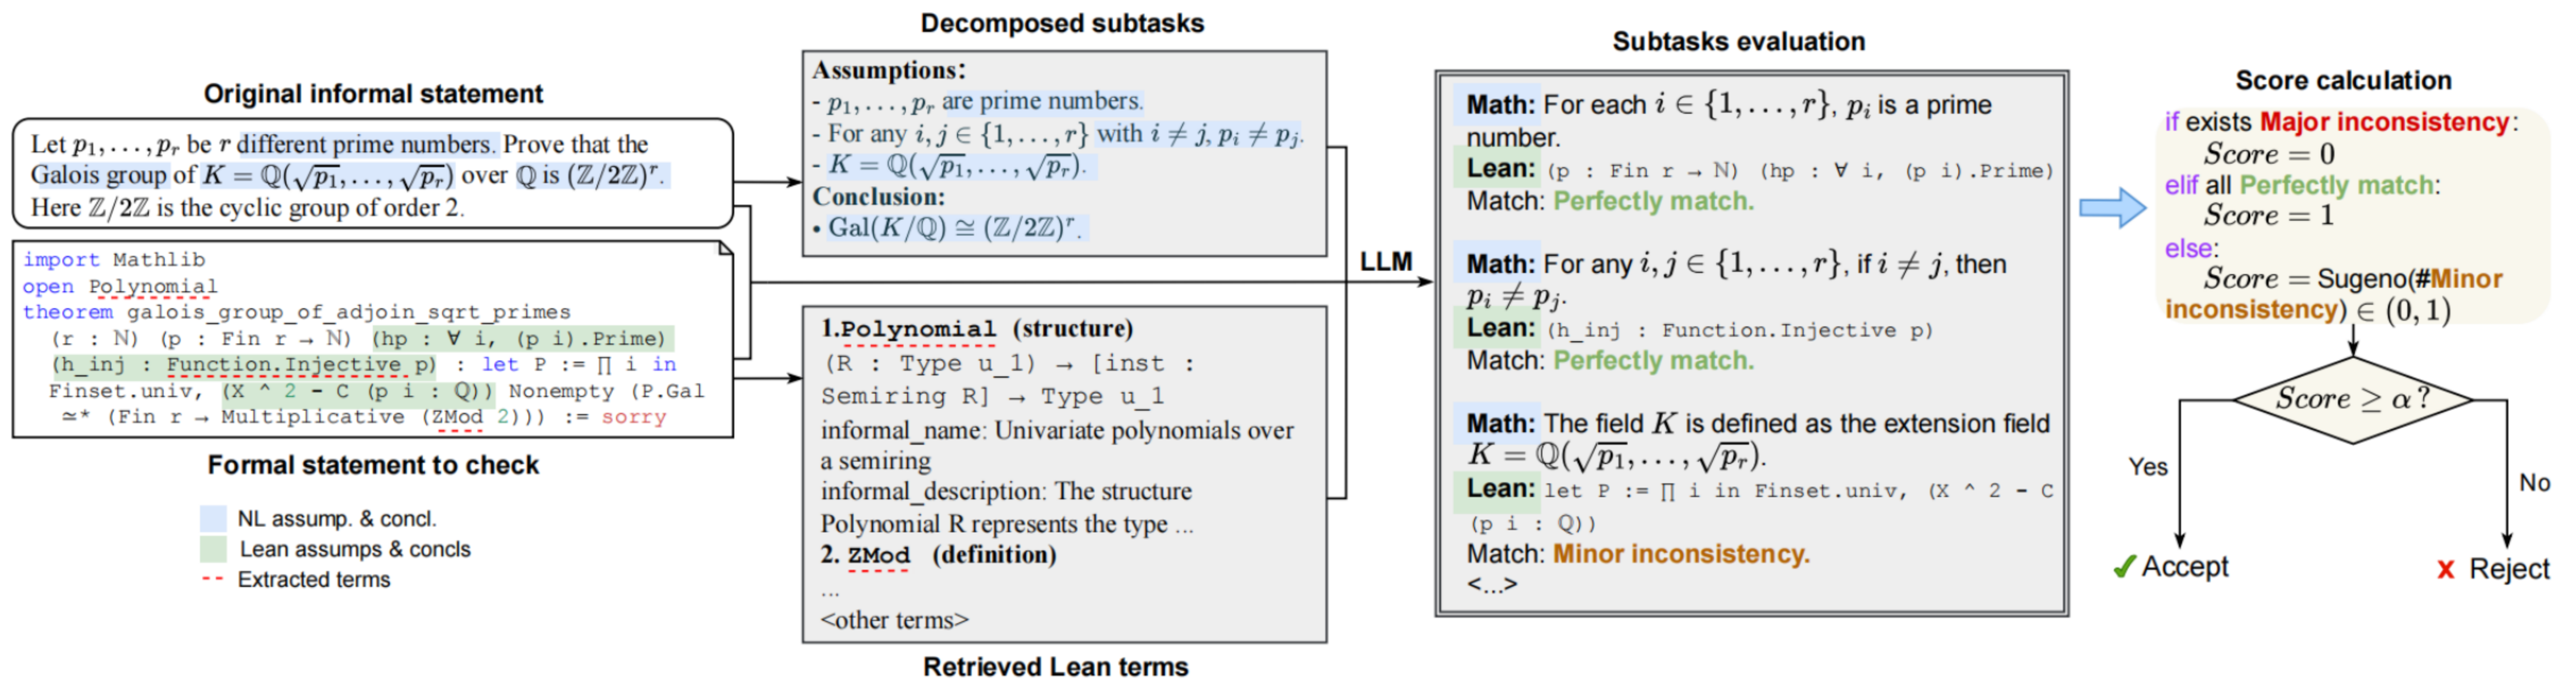 Original informal statement
Let p₁, . . . , pᵣ be r different prime numbers. Prove that the
Galois group of K = ℚ(√p₁, . . . , √pᵣ) over ℚ is (ℤ/2ℤ)ʳ.
Here ℤ/2ℤ is the cyclic group of order 2.
import Mathlib
open Polynomial
theorem galois_group_of_adjoin_sqrt_primes
(r : ℕ) (p : Fin r → ℕ) (hp : ∀ i, (p i).Prime)
(h_inj : Function.Injective p) : let P := ∏ i in
Finset.univ, (X ^ 2 - C (p i : ℚ)) Nonempty (P.Gal
≃* (Fin r → Multiplicative (ZMod 2))) := sorry
Formal statement to check
NL assump. & concl.
Lean assumps & concls
Extracted terms
Decomposed subtasks
Assumptions:
- p₁, . . . , pᵣ are prime numbers.
- For any i, j ∈ {1, . . . , r} with i ≠ j, pᵢ ≠ pⱼ.
- K = ℚ(√p₁, . . . , √pᵣ).
Conclusion:
• Gal(K/ℚ) ≅ (ℤ/2ℤ)ʳ.
1.Polynomial (structure)
(R : Type u_1) → [inst :
Semiring R] → Type u_1
informal_name: Univariate polynomials over
a semiring
informal_description: The structure
Polynomial R represents the type ...
2. ZMod (definition)
...
<other terms>
Retrieved Lean terms
LLM
Subtasks evaluation
Math: For each i ∈ {1, . . . , r}, pᵢ is a prime
number.
Lean: (p : Fin r → ℕ) (hp : ∀ i, (p i).Prime)
Match: Perfectly match.
Math: For any i, j ∈ {1, . . . , r}, if i ≠ j, then
pᵢ ≠ pⱼ.
Lean: (h_inj : Function.Injective p)
Match: Perfectly match.
Math: The field K is defined as the extension field
K = ℚ(√p₁, . . . , √pᵣ).
Lean: let P := ∏ i in Finset.univ, (X ^ 2 - C
(p i : ℚ))
Match: Minor inconsistency.
<...>
Score calculation
if exists Major inconsistency:
Score = 0
elif all Perfectly match:
Score = 1
else:
Score = Sugeno(#Minor
inconsistency) ∈ (0, 1)
Score ≥ α?
Yes
No
✓ Accept
x Reject